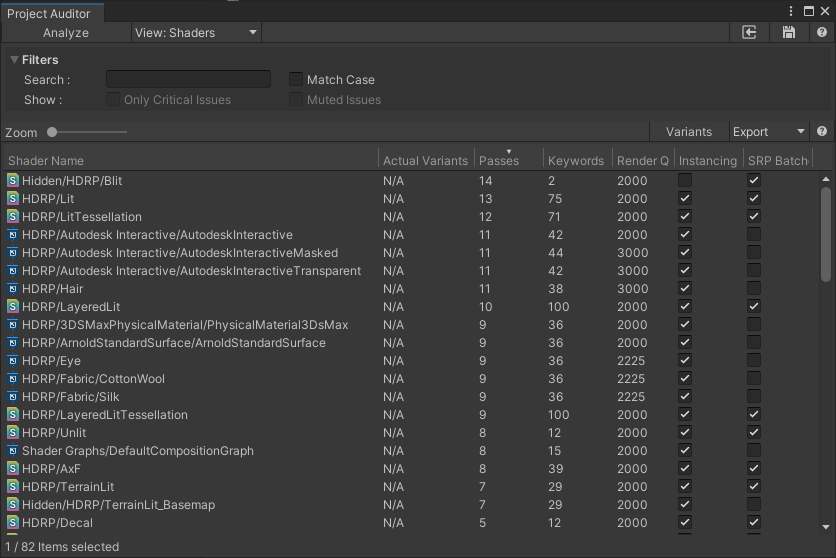 Project Auditor
Analyze View: Shaders
Filters
Search : Match Case
Show : Only Critical Issues Muted Issues
Zoom Variants Export
Shader Name Actual Variants Passes Keywords Render Q Instancing SRP Batch
Hidden/HDRP/Blit N/A 14 2 2000
HDRP/Lit N/A 13 75 2000
HDRP/LitTessellation N/A 12 71 2000
HDRP/Autodesk Interactive/AutodeskInteractive N/A 11 42 2000
HDRP/Autodesk Interactive/AutodeskInteractiveMasked N/A 11 44 3000
HDRP/Autodesk Interactive/AutodeskInteractiveTransparent N/A 11 42 3000
HDRP/Hair N/A 11 38 3000
HDRP/LayeredLit N/A 10 100 2000
HDRP/3DSMaxPhysicalMaterial/PhysicalMaterial3DsMax N/A 9 36 2000
HDRP/ArnoldStandardSurface/ArnoldStandardSurface N/A 9 36 2000
HDRP/Eye N/A 9 36 2225
HDRP/Fabric/CottonWool N/A 9 36 2225
HDRP/Fabric/Silk N/A 9 36 2225
HDRP/LayeredLitTessellation N/A 9 100 2000
HDRP/Unlit N/A 8 12 2000
Shader Graphs/DefaultCompositionGraph N/A 8 15 2000
HDRP/AxF N/A 8 39 2000
HDRP/TerrainLit N/A 7 29 2000
Hidden/HDRP/TerrainLit_Basemap N/A 7 29 2000
HDRP/Decal N/A 5 12 2000
1 / 82 Items selected